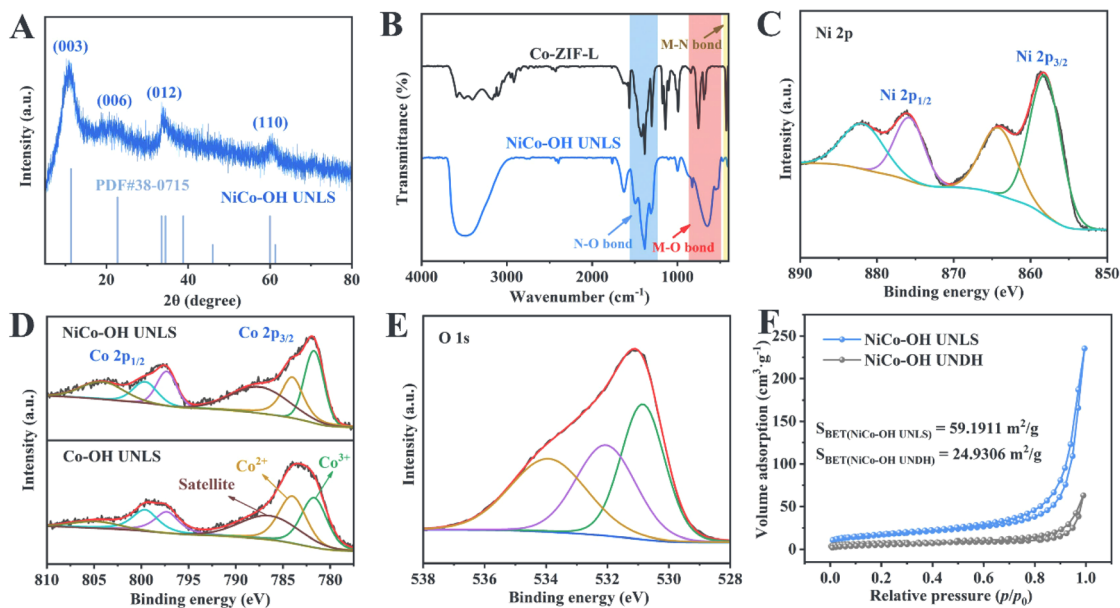 A
(003)
(006)
(012)
(110)
PDF#38-0715
NiCo-OH UNLS
Intensity (a.u.)
20 40 60 80
2θ (degree)
B
M-N bond
Co-ZIF-L
NiCo-OH UNLS
N-O bond
M-O bond
Transmittance (%)
4000 3000 2000 1000
Wavenumber (cm⁻¹)
C
Ni 2p
Ni 2p3/2
Ni 2p1/2
Intensity (a.u.)
890 880 870 860 850
Binding energy (eV)
D
NiCo-OH UNLS
Co 2p3/2
Co 2p1/2
Co-OH UNLS
Co²⁺
Co³⁺
Satellite
Intensity (a.u.)
810 805 800 795 790 785 780
Binding energy (eV)
E
O 1s
Intensity (a.u.)
538 536 534 532 530 528
Binding energy (eV)
F
NiCo-OH UNLS
NiCo-OH UNDH
SBET(NiCo-OH UNLS) = 59.1911 m²/g
SBET(NiCo-OH UNDH) = 24.9306 m²/g
Volume adsorption (cm³·g⁻¹)
250
200
150
100
50
0
0.0 0.2 0.4 0.6 0.8 1.0
Relative pressure (p/p₀)